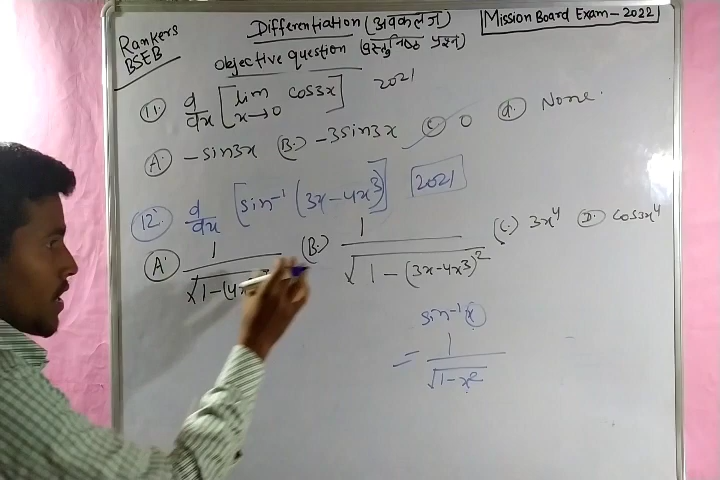 Rankers
BSEB
Differentiation (अवकलज)
Mission Board Exam - 2022
objective question (वस्तुनिष्ठ प्रश्न)
11. d/dx [lim x→0 cos3x] 2021
A. -sin3x B. -3sin3x C. 0 d. None.
12. d/dx [sin⁻¹ (3x-4x³)] 2021
A. 1/√1-(4x B. 1/√1-(3x-4x3)² C. 3x⁴ D. cos3x⁴
sin⁻¹x
= 1/√1-x²